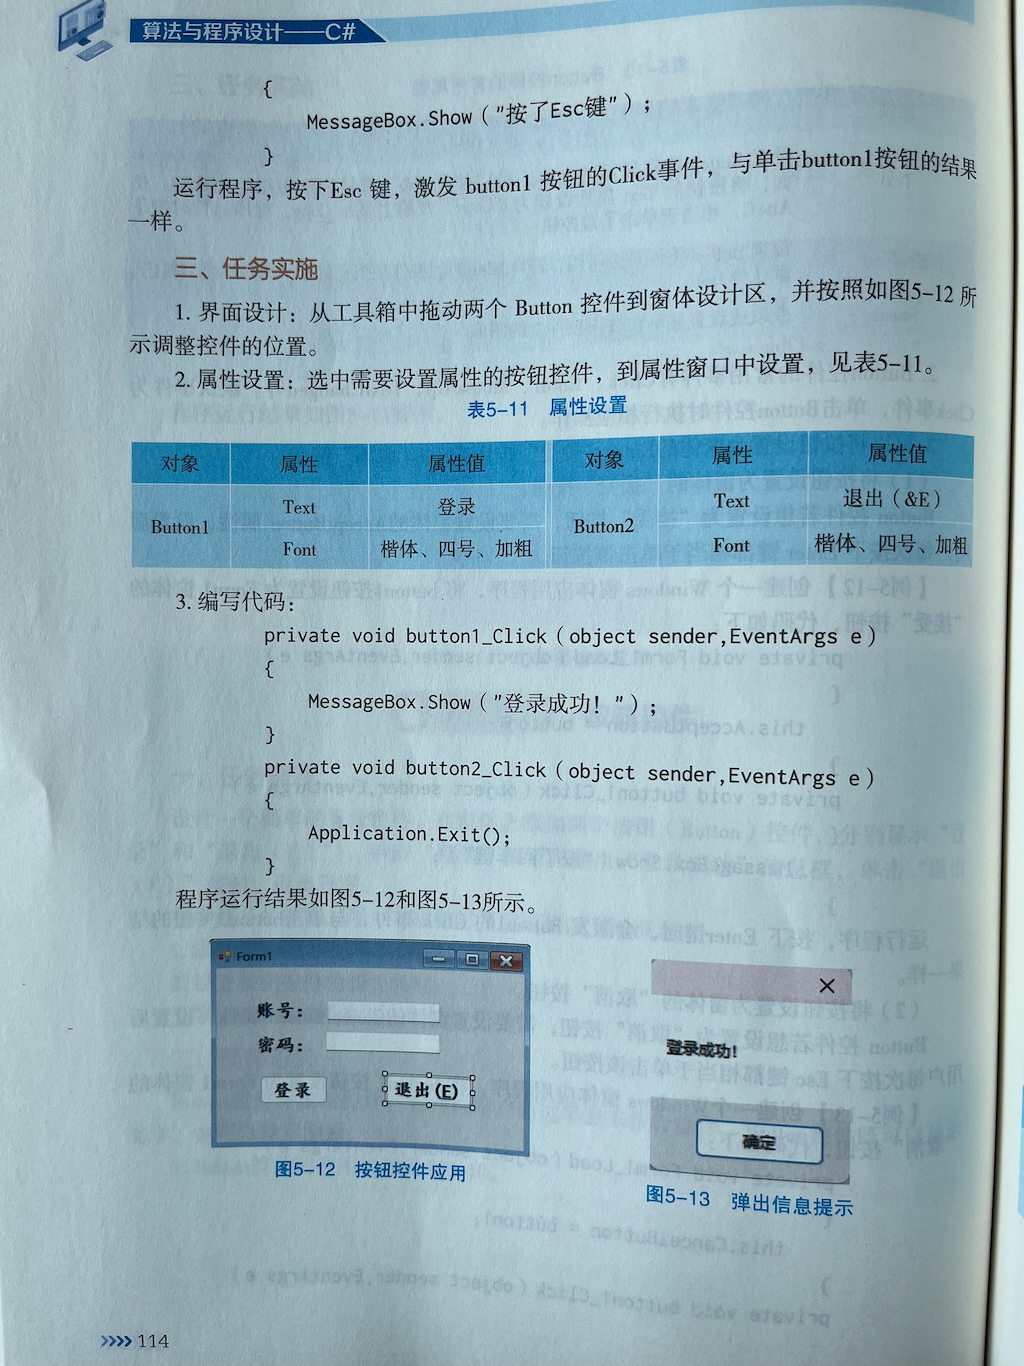 算法与程序设计——C#
{
MessageBox.Show（"按了Esc键"）；
}
运行程序，按下Esc 键，激发 button1 按钮的Click事件，与单击button1按钮的结果
一样。
三、任务实施
1. 界面设计：从工具箱中拖动两个 Button 控件到窗体设计区，并按照如图5-12 所
示调整控件的位置。
2. 属性设置：选中需要设置属性的按钮控件，到属性窗口中设置，见表5-11。
表5-11 属性设置
对象 属性 属性值 对象 属性 属性值
Button1 Text 登录 Button2 Text 退出（&E）
Font 楷体、四号、加粗 Font 楷体、四号、加粗
3. 编写代码：
private void button1_Click（object sender,EventArgs e）
{
MessageBox.Show（"登录成功！"）；
}
private void button2_Click（object sender,EventArgs e）
{
Application.Exit();
}
程序运行结果如图5-12和图5-13所示。
Form1
账号：
密码：
登录 退出(E)
图5-12 按钮控件应用
登录成功！
确定
图5-13 弹出信息提示
»»» 114